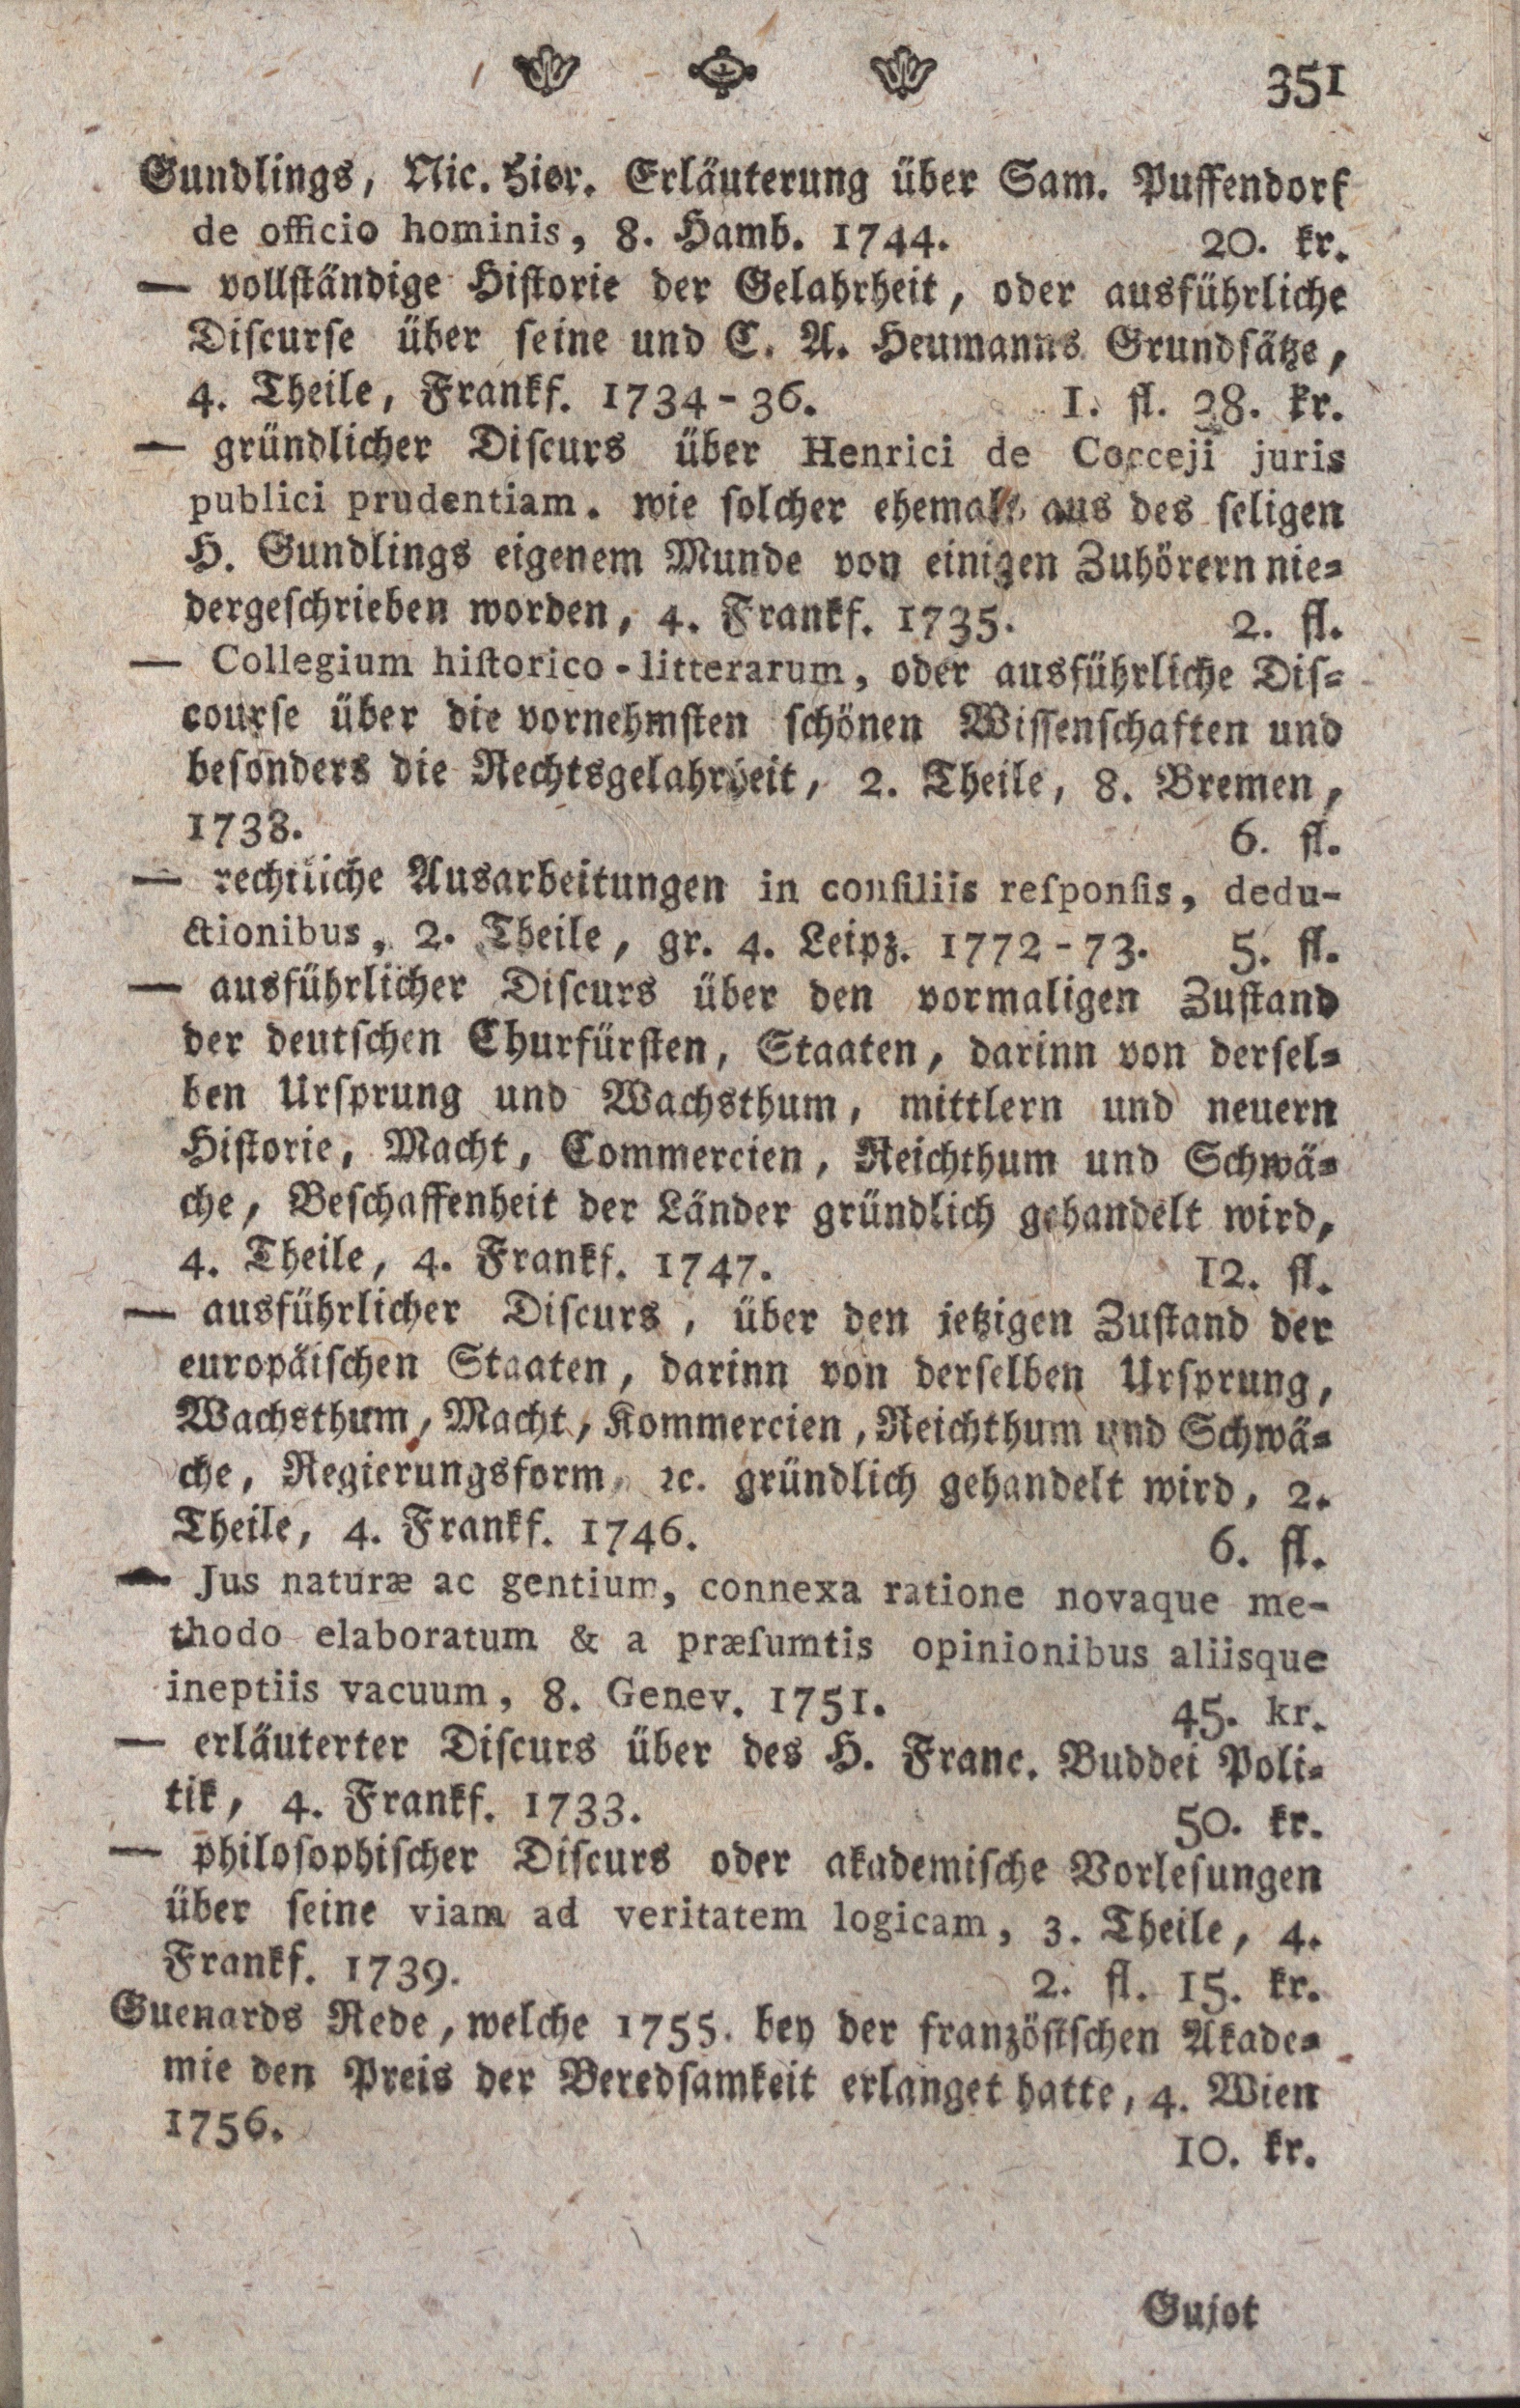 351
Gundlings, Nic. Hier. Erläuterung über Sam. Puffendorf
de officio hominis, 8. Hamb. 1744. 20. kr.
— vollständige Historie der Gelahrheit, oder ausführliche
Discurse über seine und C. A. Heumanns Grundsätze,
4. Theile, Frankf. 1734-36. 1. fl. 28. kr.
— gründlicher Discurs über Henrici de Cocceji juris
publici prudentiam. wie solcher ehemals aus des seligen
H. Gundlings eigenem Munde von einigen Zuhörern nie-
dergeschrieben worden, 4. Frankf. 1735. 2. fl.
— Collegium historico-litterarum, oder ausführliche Dis-
course über die vornehmsten schönen Wissenschaften und
besonders die Rechtsgelahrheit, 2. Theile, 8. Bremen,
1738. 6. fl.
— rechtliche Ausarbeitungen in consiliis responsis, dedu-
ctionibus, 2. Theile, gr. 4. Leipz. 1772-73. 5. fl.
— ausführlicher Discurs über den vormaligen Zustand
der deutschen Churfürsten, Staaten, darinn von dersel-
ben Ursprung und Wachsthum, mittlern und neuern
Historie, Macht, Commercien, Reichthum und Schwä-
che, Beschaffenheit der Länder gründlich gehandelt wird,
4. Theile, 4. Frankf. 1747. 12. fl.
— ausführlicher Discurs, über den jetzigen Zustand der
europäischen Staaten, darinn von derselben Ursprung,
Wachsthum, Macht, Kommercien, Reichthum und Schwä-
che, Regierungsform, ꝛc. gründlich gehandelt wird, 2.
Theile, 4. Frankf. 1746. 6. fl.
— Jus naturæ ac gentium, connexa ratione novaque me-
thodo elaboratum & a præsumtis opinionibus aliisque
ineptiis vacuum, 8. Genev. 1751. 45. kr.
— erläuterter Discurs über des H. Franc. Buddei Poli-
tik, 4. Frankf. 1733. 50. kr.
— philosophischer Discurs oder akademische Vorlesungen
über seine viam ad veritatem logicam, 3. Theile, 4.
Frankf. 1739. 2. fl. 15. kr.
Guenards Rede, welche 1755. bey der französischen Akade-
mie den Preis der Beredsamkeit erlanget hatte, 4. Wien
1756. 10. kr.
Gujot